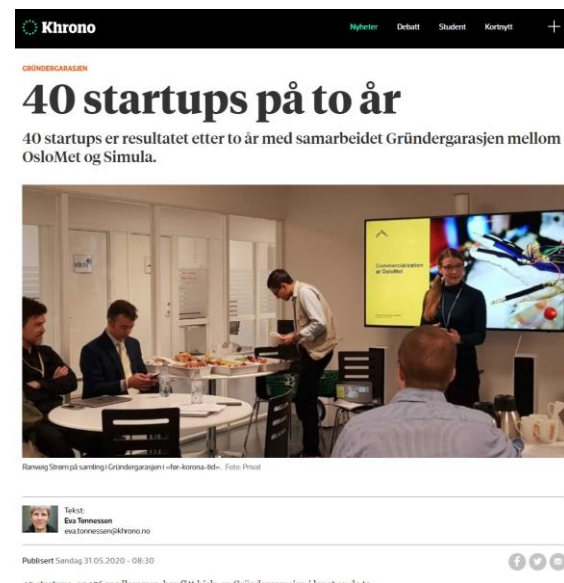 Khrono
Nyheter Debatt Student Kortnytt
GRÜNDERGARASJEN
40 startups på to år
40 startups er resultatet etter to år med samarbeidet Gründergarasjen mellom
OsloMet og Simula.
Commercialization
at OsloMet
Ranveig Strøm på samling i Gründergarasjen i «før-korona-tid». Foto: Privat
Tekst:
Eva Tønnessen
eva.tonnessen@khrono.no
Publisert Søndag 31.05.2020 - 08:30